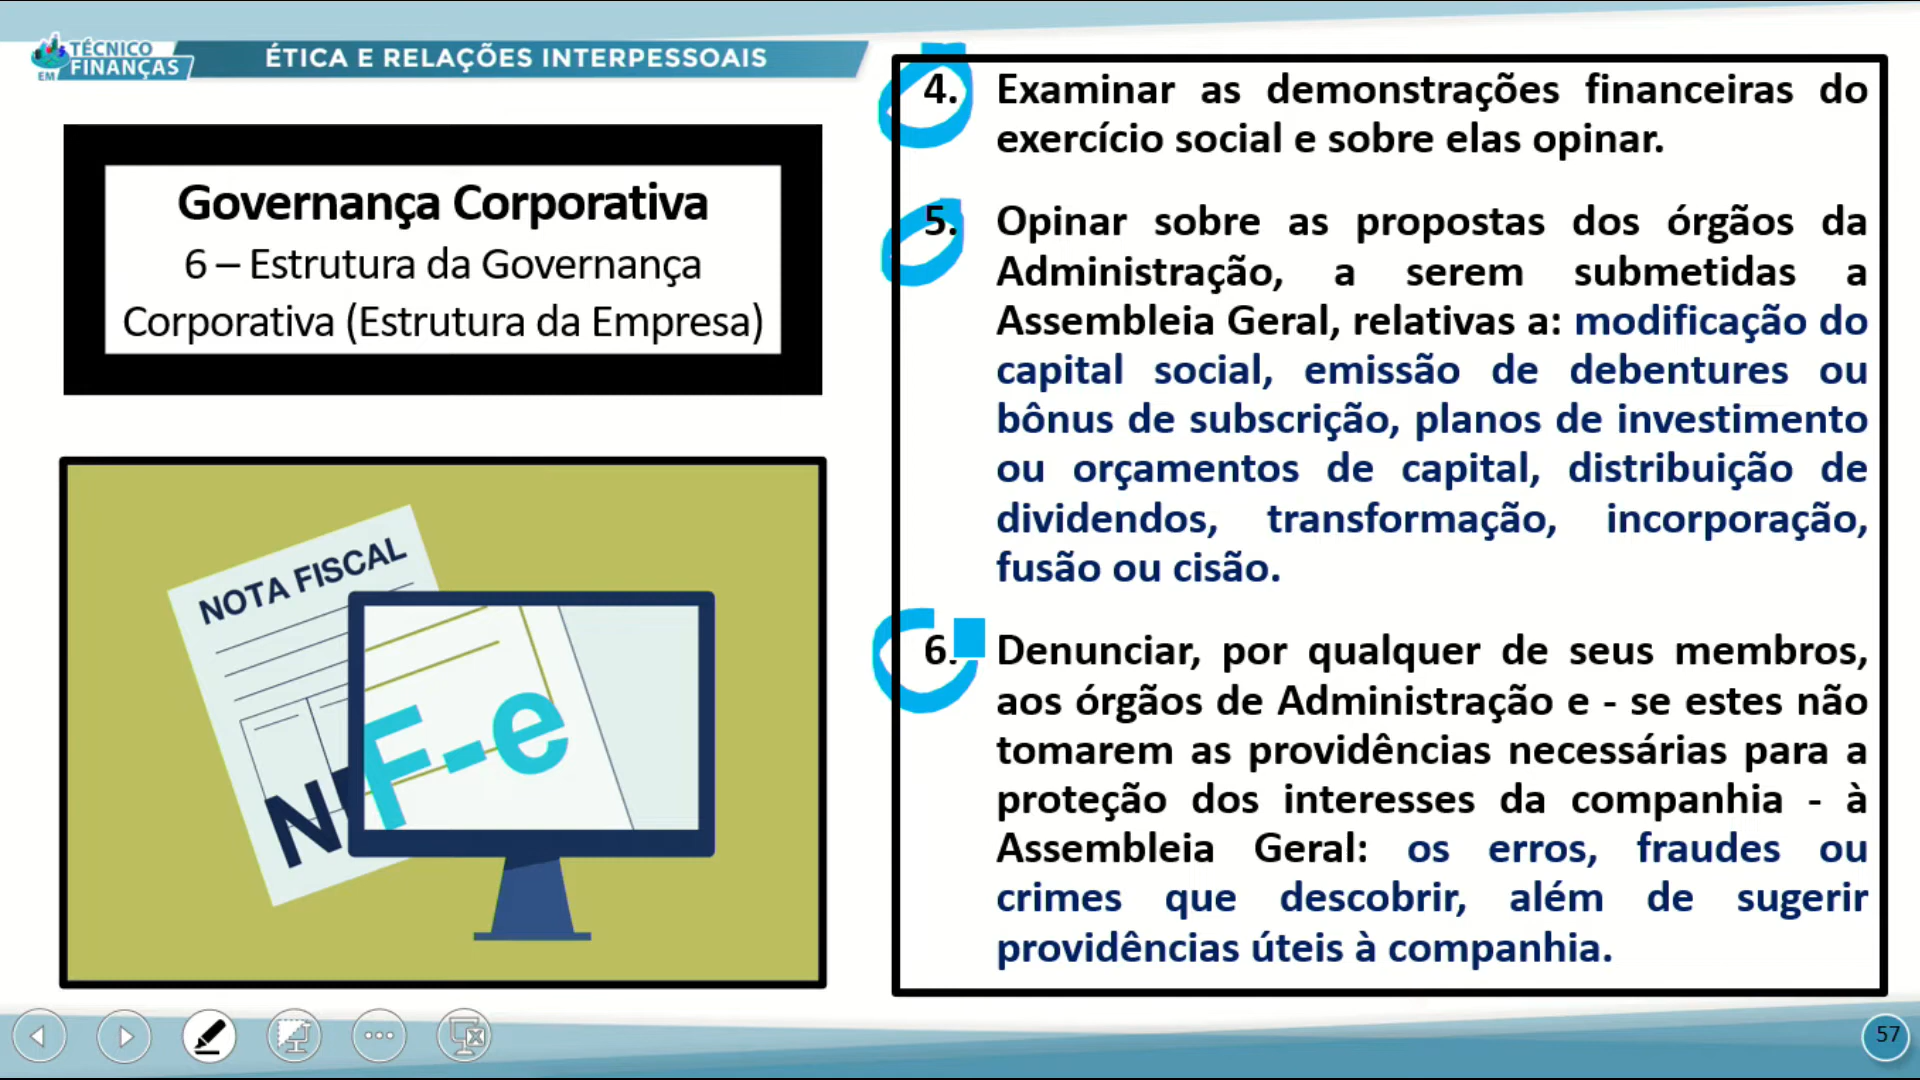 TÉCNICO
EM FINANÇAS
ÉTICA E RELAÇÕES INTERPESSOAIS
Governança Corporativa
6 – Estrutura da Governança
Corporativa (Estrutura da Empresa)
NOTA FISCAL
NF-e
4. Examinar as demonstrações financeiras do
exercício social e sobre elas opinar.
5. Opinar sobre as propostas dos órgãos da
Administração, a serem submetidas a
Assembleia Geral, relativas a: modificação do
capital social, emissão de debentures ou
bônus de subscrição, planos de investimento
ou orçamentos de capital, distribuição de
dividendos, transformação, incorporação,
fusão ou cisão.
6. Denunciar, por qualquer de seus membros,
aos órgãos de Administração e - se estes não
tomarem as providências necessárias para a
proteção dos interesses da companhia - à
Assembleia Geral: os erros, fraudes ou
crimes que descobrir, além de sugerir
providências úteis à companhia.
57